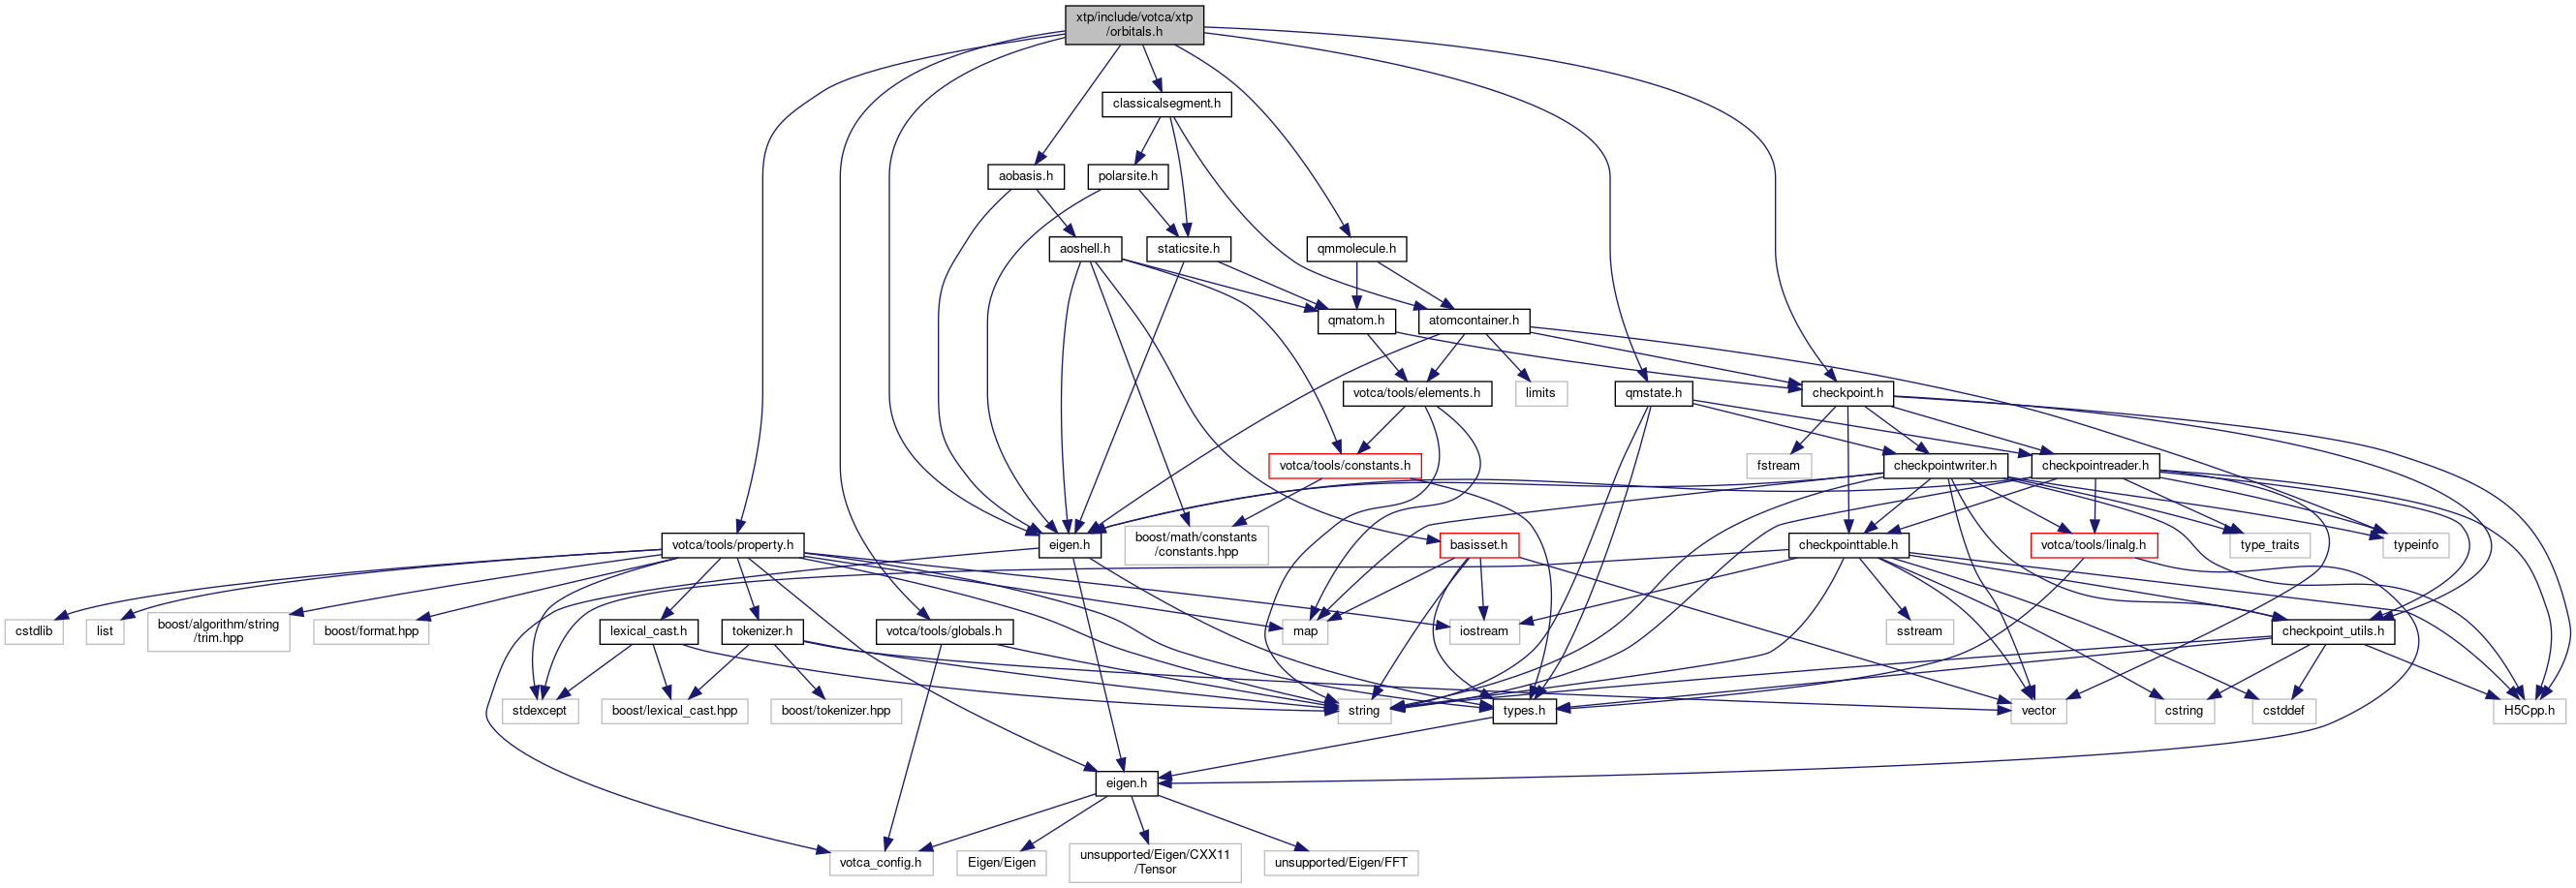 xtp/include/votca/xtp
/orbitals.h
classicalsegment.h
aobasis.h
polarsite.h
aoshell.h
staticsite.h
qmmolecule.h
qmatom.h
atomcontainer.h
votca/tools/elements.h
limits
qmstate.h
checkpoint.h
votca/tools/constants.h
fstream
checkpointwriter.h
checkpointreader.h
votca/tools/property.h
eigen.h
boost/math/constants
/constants.hpp
basisset.h
checkpointtable.h
votca/tools/linalg.h
type_traits
typeinfo
cstdlib
list
boost/algorithm/string
/trim.hpp
boost/format.hpp
lexical_cast.h
tokenizer.h
votca/tools/globals.h
map
iostream
sstream
checkpoint_utils.h
stdexcept
boost/lexical_cast.hpp
boost/tokenizer.hpp
string
types.h
vector
cstring
cstddef
H5Cpp.h
eigen.h
votca_config.h
Eigen/Eigen
unsupported/Eigen/CXX11
/Tensor
unsupported/Eigen/FFT